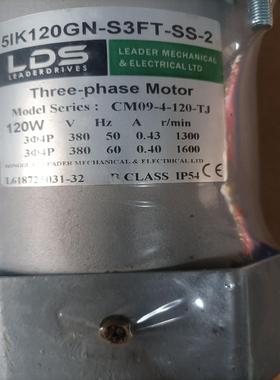 5IK120GN-S3FT-SS-2
LDS
LEADERDRIVES
LEADER MECHANICAL
& ELECTRICAL LTD
Three-phase Motor
Model Series : CM09-4-120-TJ
120W V Hz A r/min
3Φ4P 380 50 0.43 1300
3Φ4P 380 60 0.40 1600
LEADER MECHANICAL & ELECTRICAL LTD
B CLASS IP54 CE